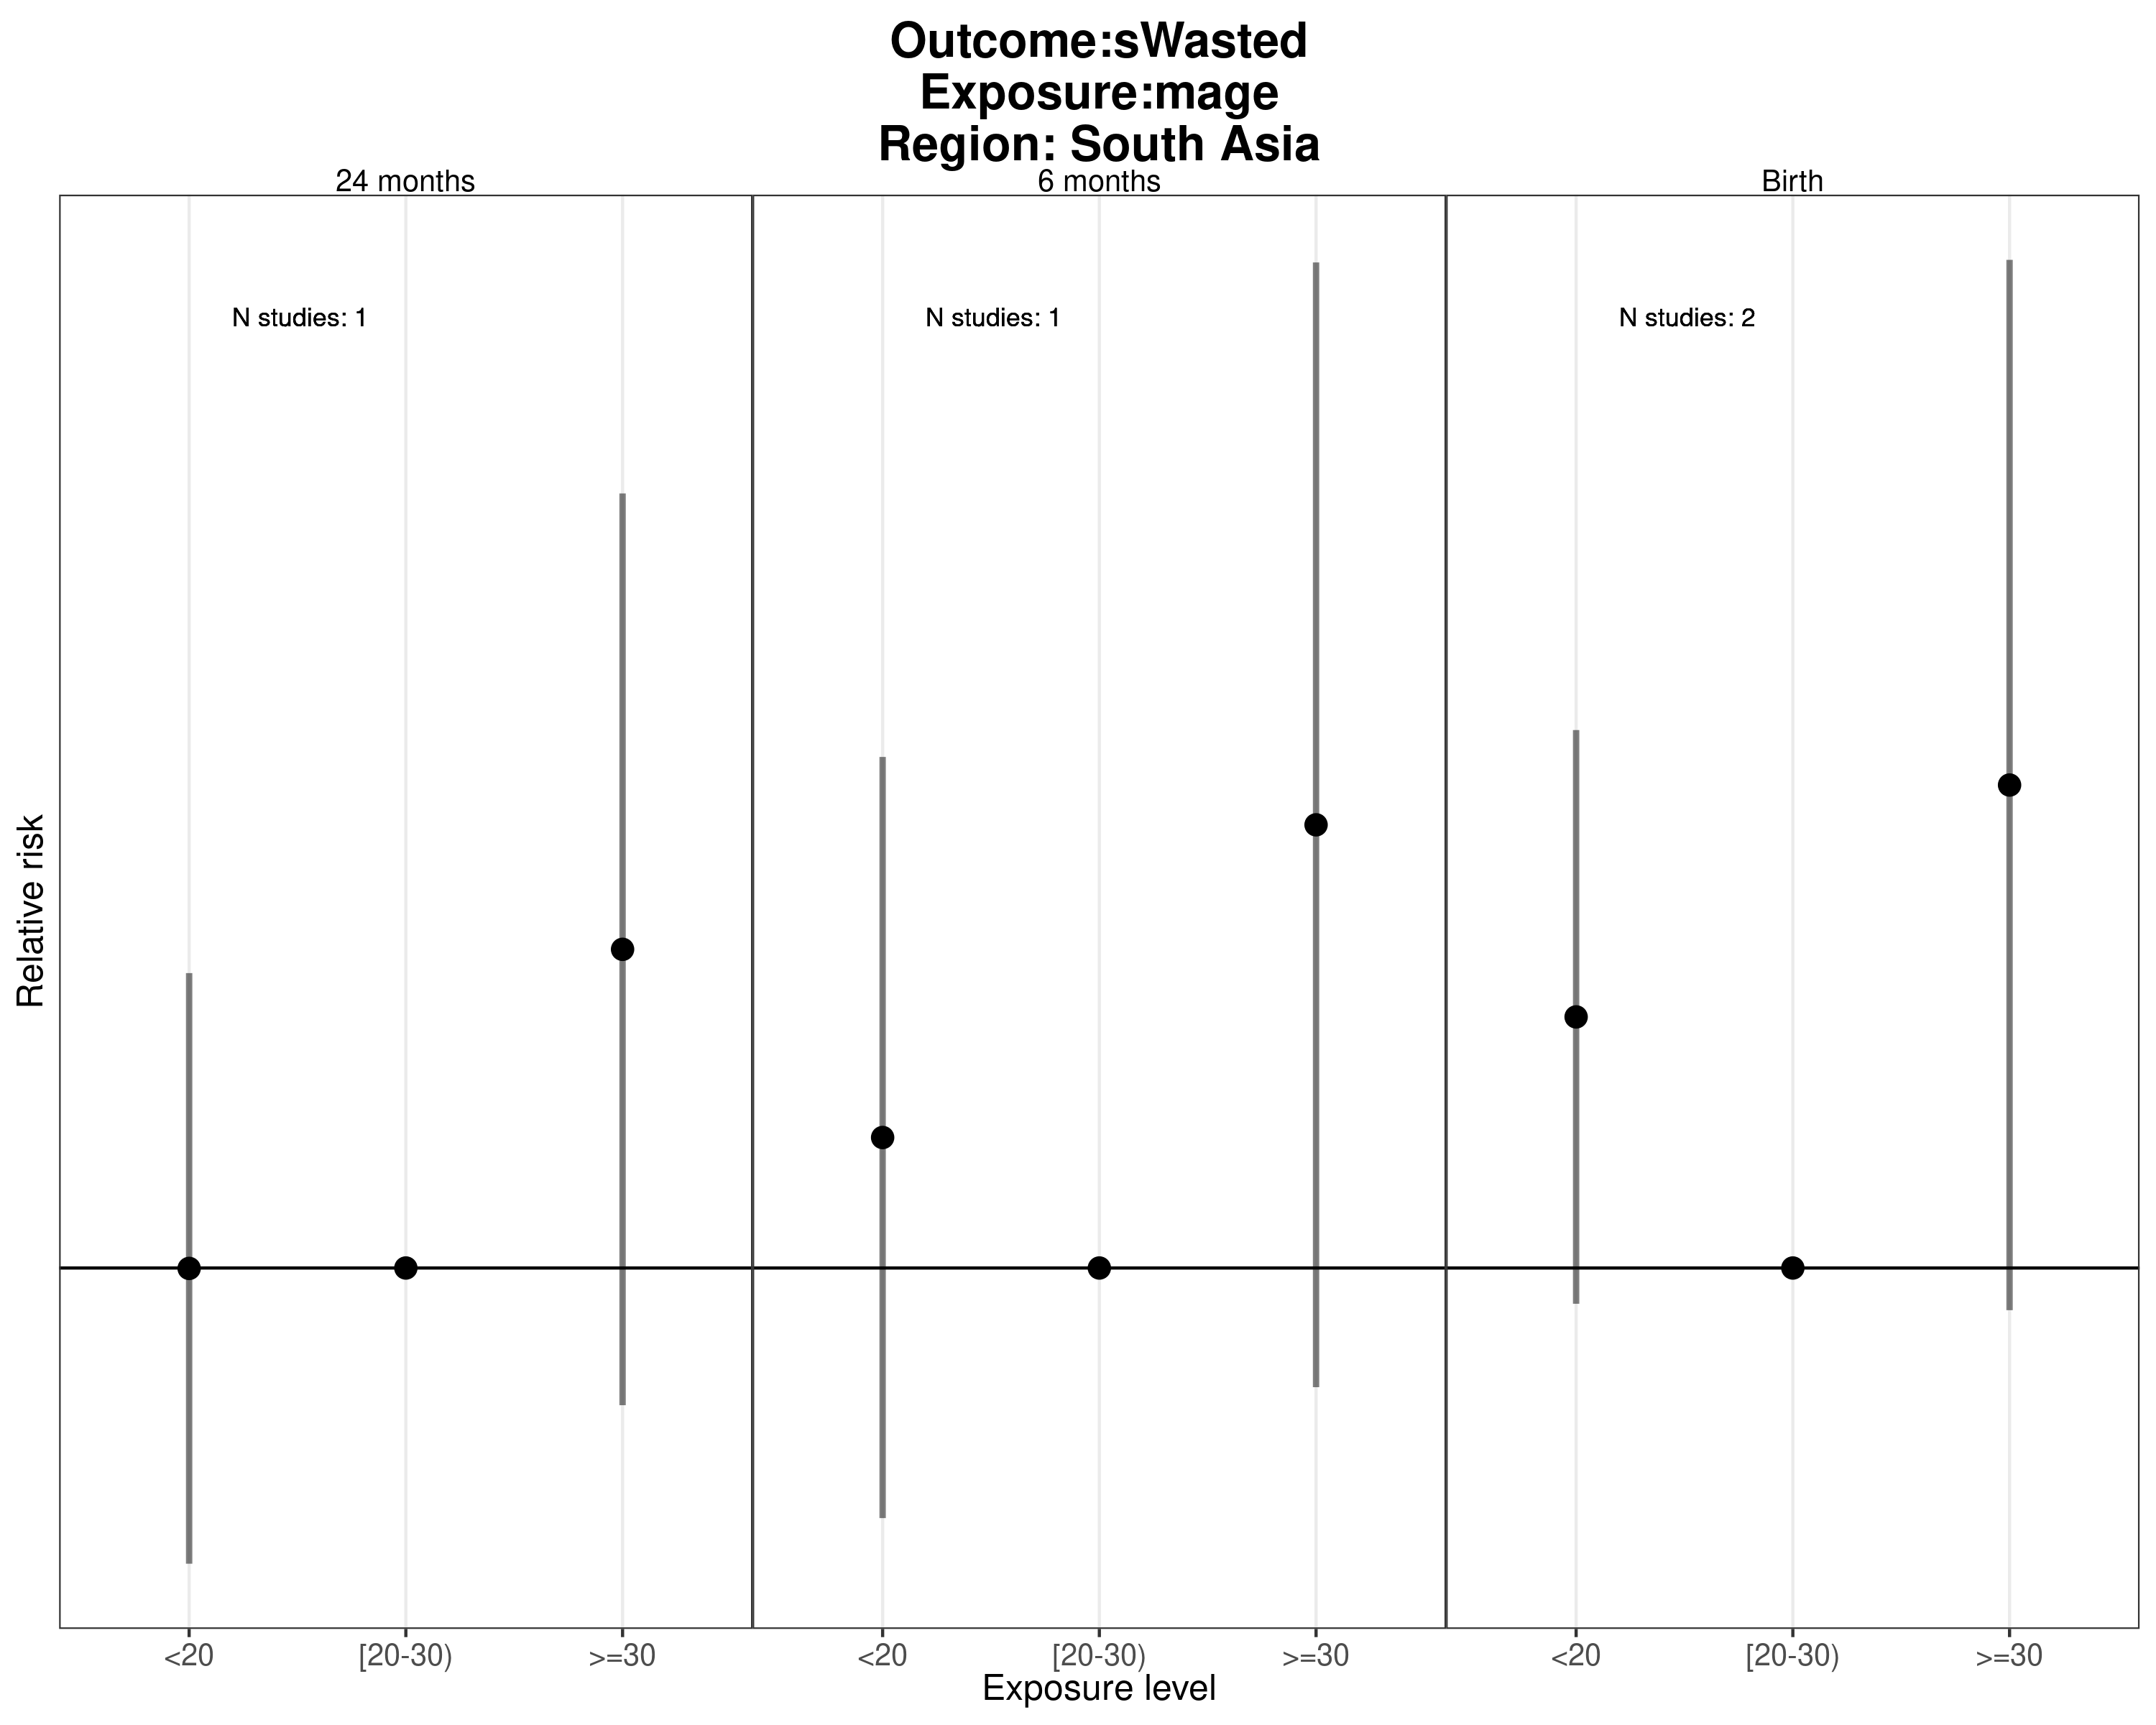 Outcome:sWasted
Exposure:mage
Region: South Asia
24 months
6 months
Birth
N studies: 1
N studies: 1
N studies: 2
Relative risk
<20
[20-30)
>=30
<20
[20-30)
>=30
<20
[20-30)
>=30
Exposure level